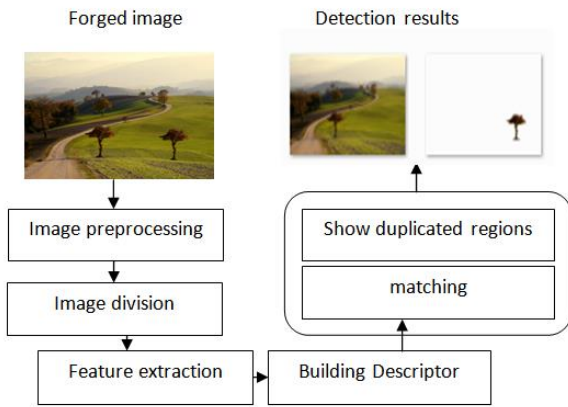 Forged image
Detection results
Image preprocessing
Show duplicated regions
Image division
matching
Feature extraction
Building Descriptor